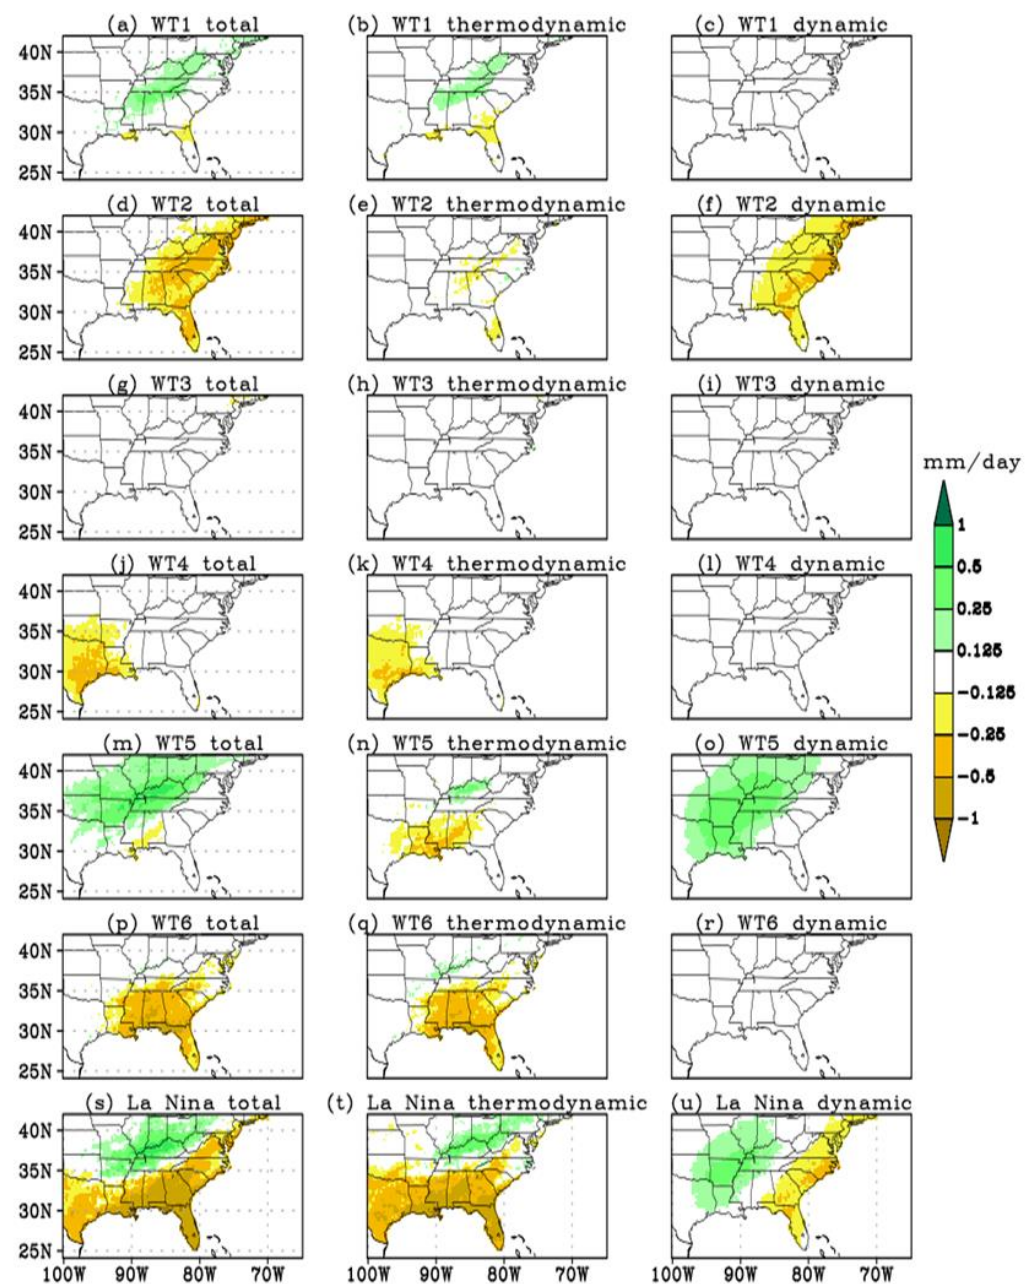 (a) WT1 total (b) WT1 thermodynamic (c) WT1 dynamic
40N
35N
30N
25N
(d) WT2 total (e) WT2 thermodynamic (f) WT2 dynamic
40N
35N
30N
25N
(g) WT3 total (h) WT3 thermodynamic (i) WT3 dynamic
40N
35N
30N
25N
(j) WT4 total (k) WT4 thermodynamic (l) WT4 dynamic
40N
35N
30N
25N
(m) WT5 total (n) WT5 thermodynamic (o) WT5 dynamic
40N
35N
30N
25N
(p) WT6 total (q) WT6 thermodynamic (r) WT6 dynamic
40N
35N
30N
25N
(s) La Nina total (t) La Nina thermodynamic (u) La Nina dynamic
40N
35N
30N
25N
100W 90W 80W 70W 100W 90W 80W 70W 100W 90W 80W 70W
mm/day
1
0.5
0.25
0.125
-0.125
-0.25
-0.5
-1